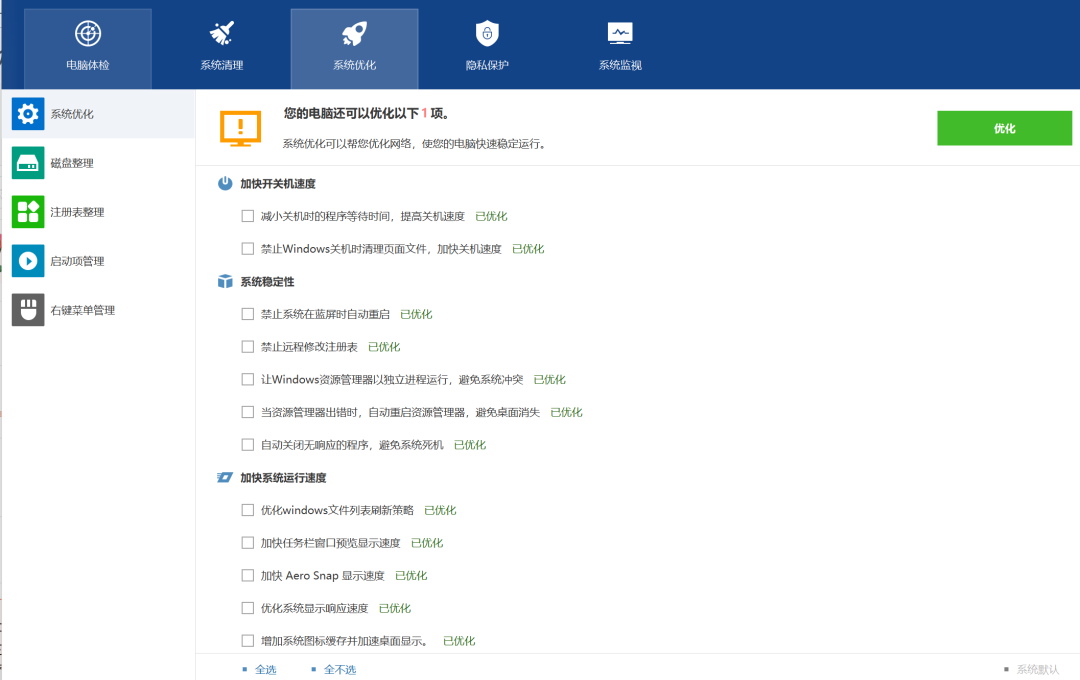 电脑体检
系统清理
系统优化
隐私保护
系统监视
系统优化
磁盘整理
注册表整理
启动项管理
右键菜单管理
您的电脑还可以优化以下 1 项。
系统优化可以帮您优化网络，使您的电脑快速稳定运行。
优化
加快开关机速度
减小关机时的程序等待时间，提高关机速度 已优化
禁止Windows关机时清理页面文件，加快关机速度 已优化
系统稳定性
禁止系统在蓝屏时自动重启 已优化
禁止远程修改注册表 已优化
让Windows资源管理器以独立进程运行，避免系统冲突 已优化
当资源管理器出错时，自动重启资源管理器，避免桌面消失 已优化
自动关闭无响应的程序，避免系统死机 已优化
加快系统运行速度
优化windows文件列表刷新策略 已优化
加快任务栏窗口预览显示速度 已优化
加快 Aero Snap 显示速度 已优化
优化系统显示响应速度 已优化
增加系统图标缓存并加速桌面显示。 已优化
全选
全不选
系统默认